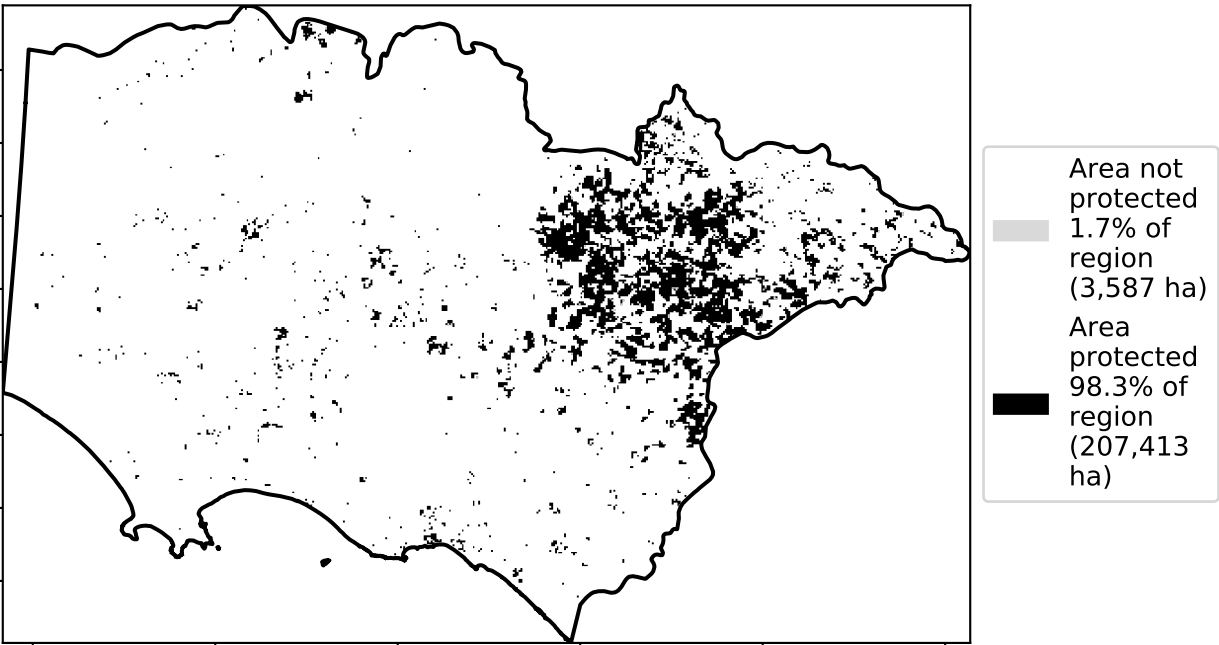 Area not
protected
1.7% of
region
(3,587 ha)
Area
protected
98.3% of
region
(207,413
ha)